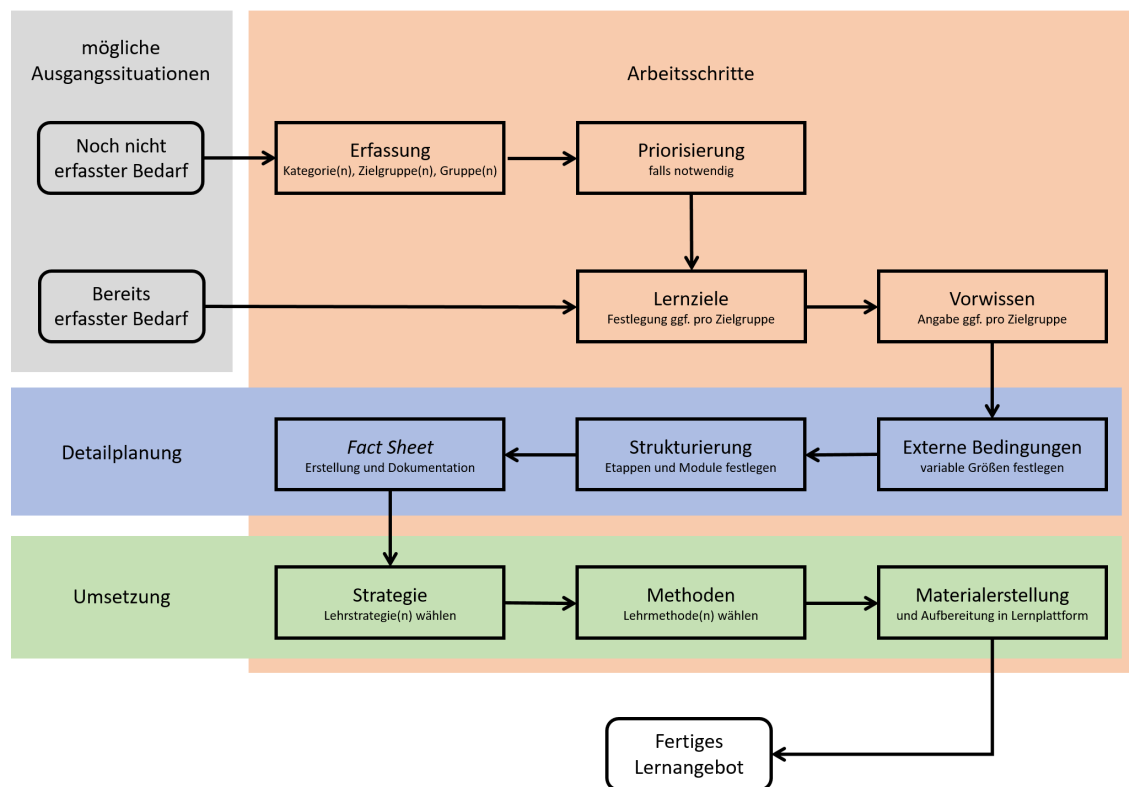 mögliche
Ausgangssituationen
Arbeitsschritte
Noch nicht
erfasster Bedarf
Erfassung
Kategorie(n), Zielgruppe(n), Gruppe(n)
Priorisierung
falls notwendig
Bereits
erfasster Bedarf
Lernziele
Festlegung ggf. pro Zielgruppe
Vorwissen
Angabe ggf. pro Zielgruppe
Detailplanung
Fact Sheet
Erstellung und Dokumentation
Strukturierung
Etappen und Module festlegen
Externe Bedingungen
variable Größen festlegen
Umsetzung
Strategie
Lehrstrategie(n) wählen
Methoden
Lehrmethode(n) wählen
Materialerstellung
und Aufbereitung in Lernplattform
Fertiges
Lernangebot